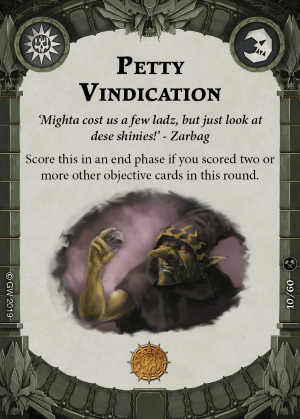 Petty
Vindication
‘Mighta cost us a few ladz, but just look at
dese shinies!’ - Zarbag
Score this in an end phase if you scored two or
more other objective cards in this round.
©GW 2019
10/60